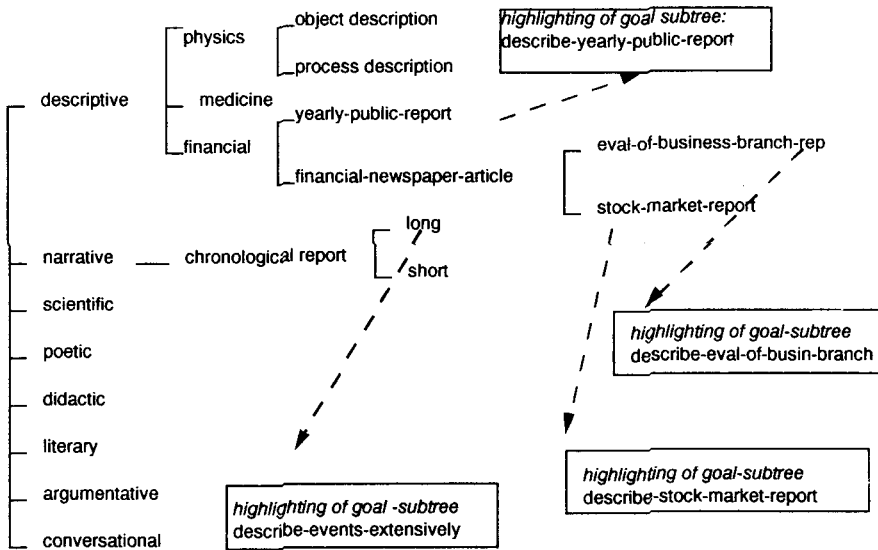 object description
highlighting of goal subtree:
describe-yearly-public-report
physics
process description
descriptive
medicine
yearly-public-report
financial
eval-of-business-branch-rep
financial-newspaper-article
stock-market-report
long
narrative
chronological report
short
scientific
highlighting of goal-subtree
describe-eval-of-busin-branch
poetic
didactic
literary
highlighting of goal-subtree
describe-stock-market-report
argumentative
highlighting of goal -subtree
describe-events-extensively
conversational